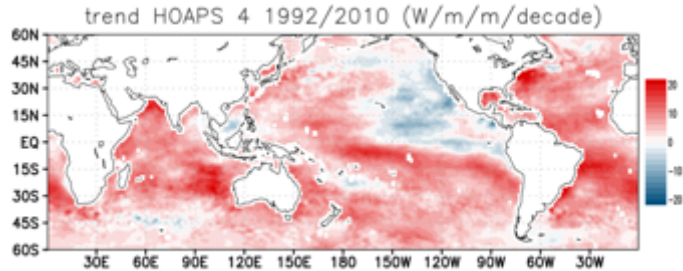 trend HOAPS 4 1992/2010 (W/m/m/decade)
60N
45N
30N
15N
EQ
15S
30S
45S
60S
30E 60E 90E 120E 150E 180 150W 120W 90W 60W 30W
20
10
0
-10
-20